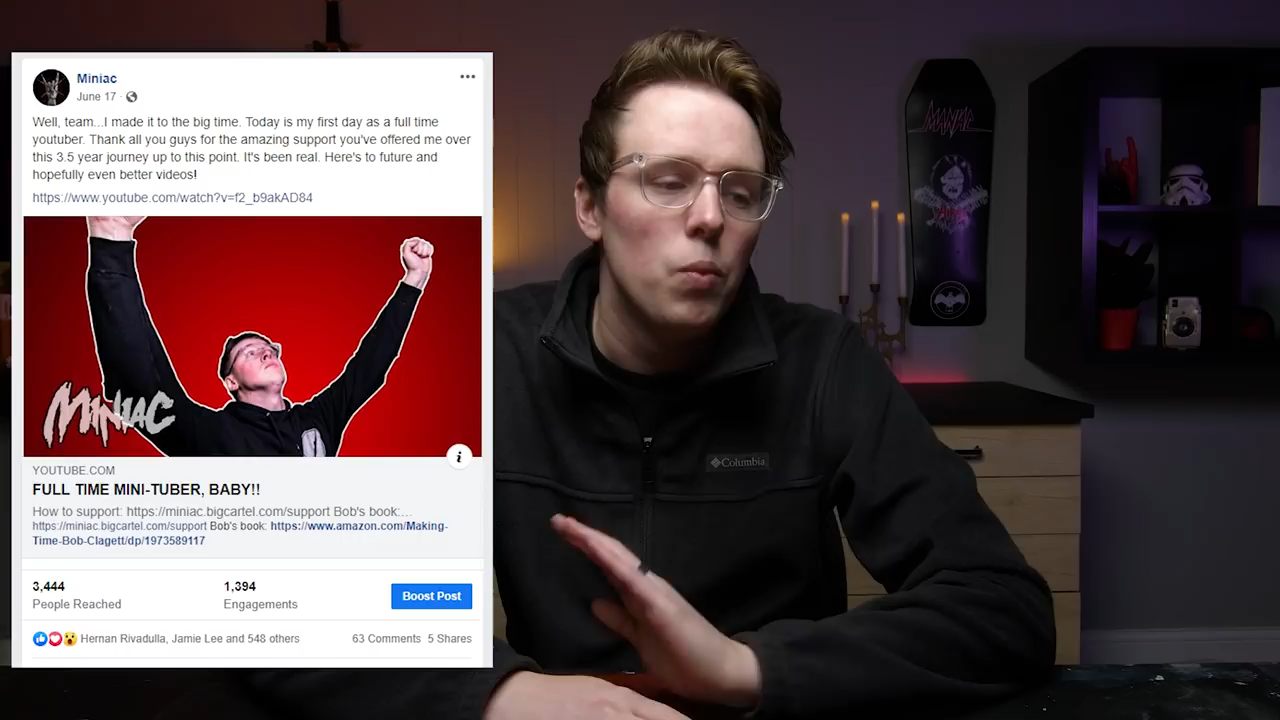 Miniac
June 17
Well, team...I made it to the big time. Today is my first day as a full time
youtuber. Thank all you guys for the amazing support you've offered me over
this 3.5 year journey up to this point. It's been real. Here's to future and
hopefully even better videos!
https://www.youtube.com/watch?v=f2_b9akAD84
MINIAC
i
YOUTUBE.COM
FULL TIME MINI-TUBER, BABY!!
How to support: https://miniac.bigcartel.com/support Bob's book:...
https://miniac.bigcartel.com/support Bob's book: https://www.amazon.com/Making-
Time-Bob-Clagett/dp/1973589117
3,444
People Reached
1,394
Engagements
Boost Post
Hernan Rivadulla, Jamie Lee and 548 others
63 Comments 5 Shares
MANIAC
Columbia